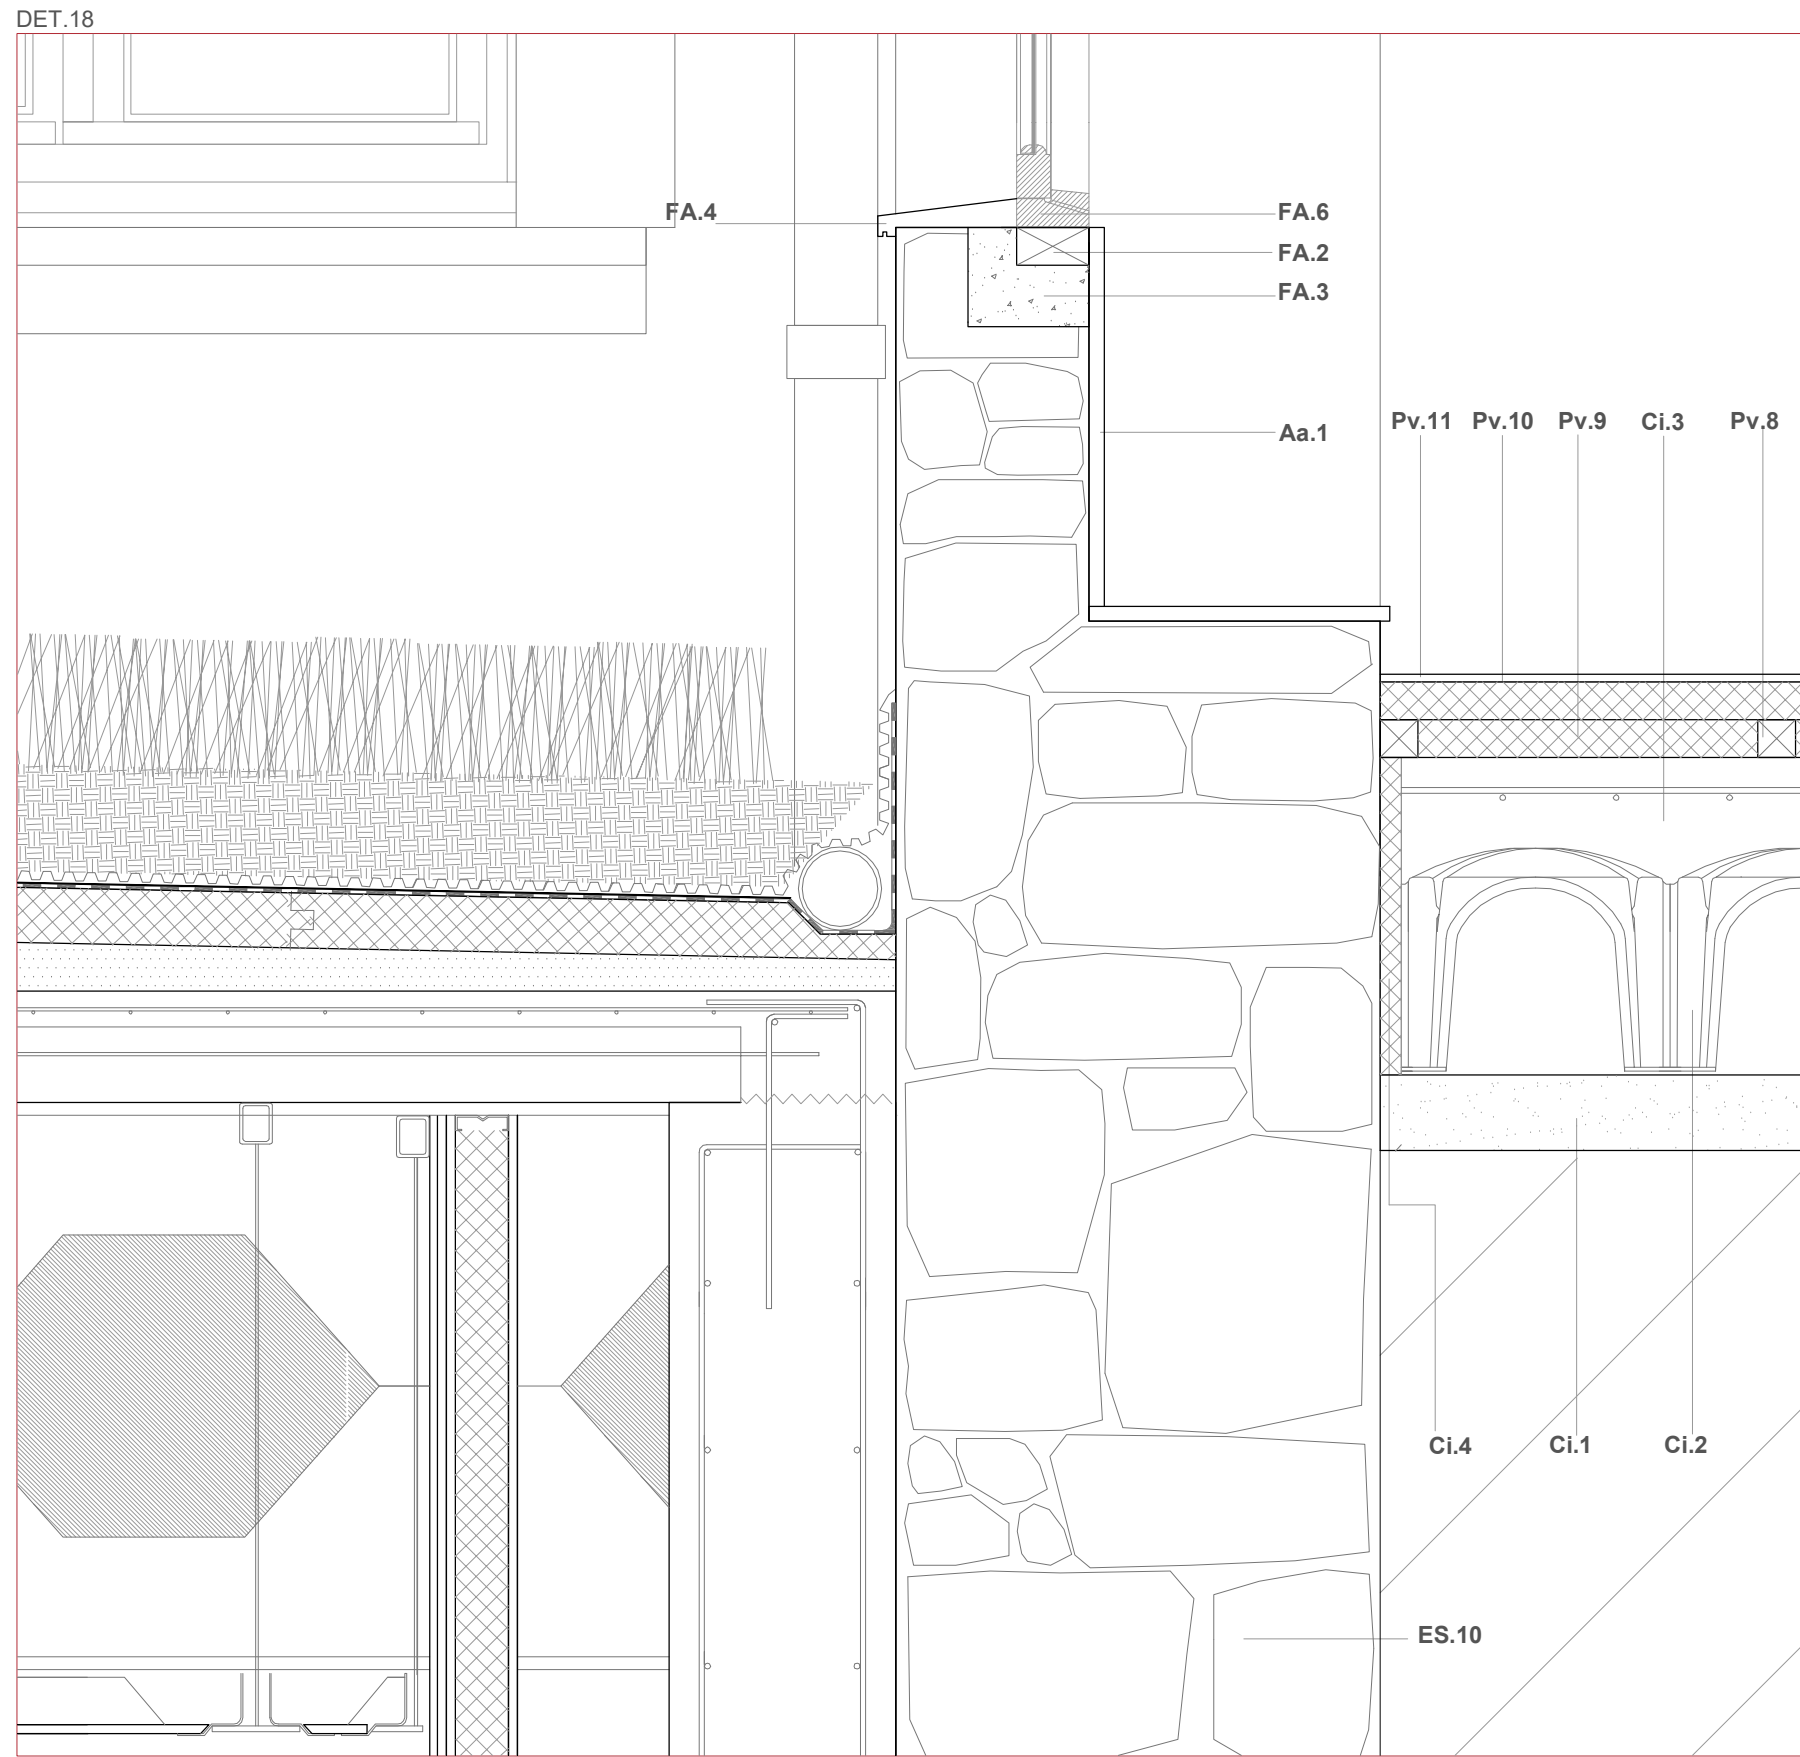 DET.18
FA.4
FA.6
FA.2
FA.3
Aa.1
Pv.11 Pv.10 Pv.9 Ci.3 Pv.8
Ci.4 Ci.1 Ci.2
ES.10